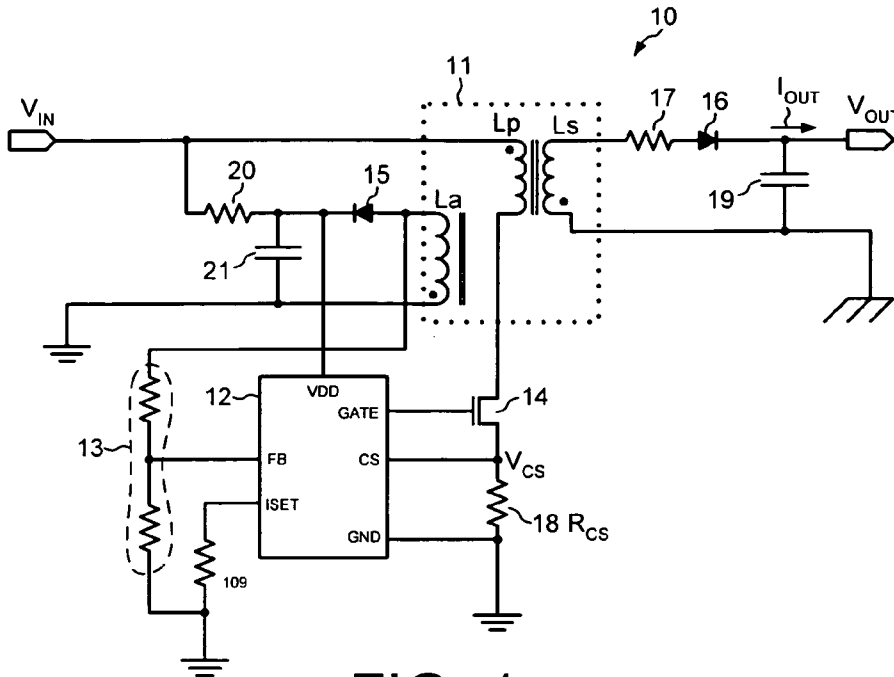 10
11
V_IN
Lp
Ls
17
16
I_OUT
V_OUT
20
15
La
19
21
12
VDD
GATE
14
13
FB
CS
V_CS
ISET
18 R_CS
GND
109